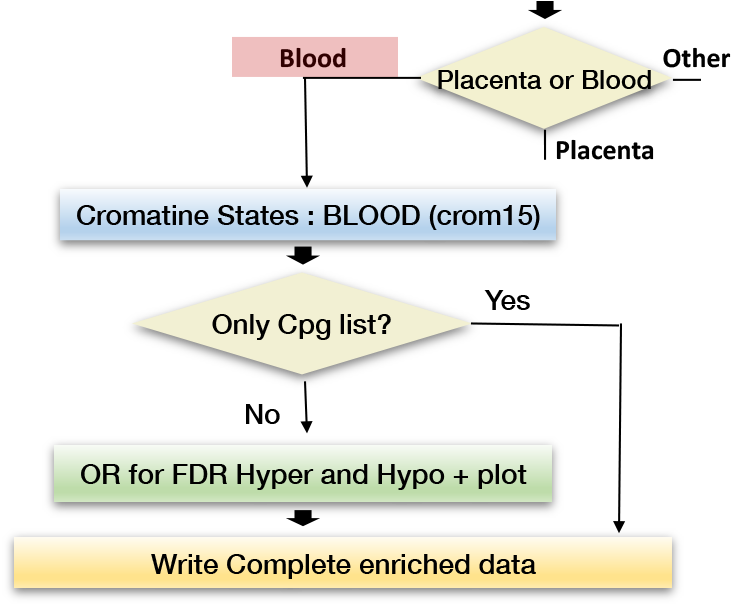 Blood
Other
Placenta or Blood
Placenta
Cromatine States : BLOOD (crom15)
Yes
Only Cpg list?
No
OR for FDR Hyper and Hypo + plot
Write Complete enriched data